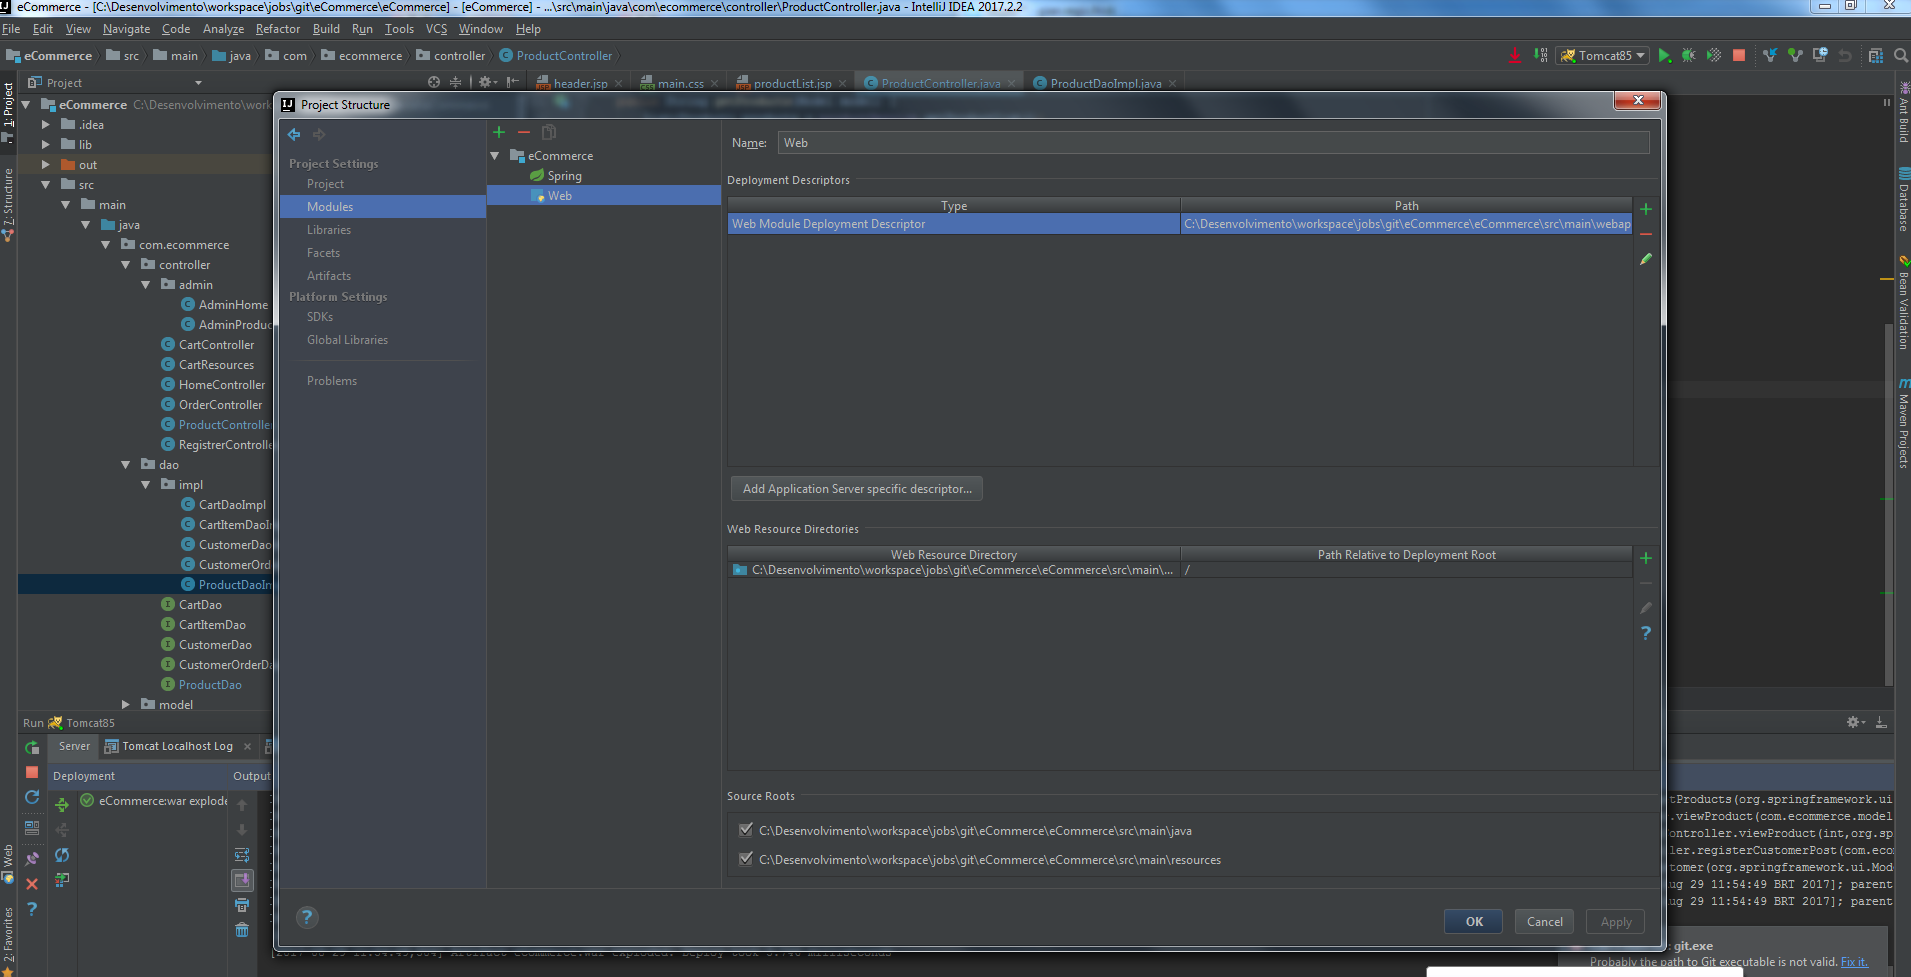 eCommerce - [C:\Desenvolvimento\workspace\jobs\git\eCommerce\eCommerce] - [eCommerce] - ...\src\main\java\com\ecommerce\controller\ProductController.java - IntelliJ IDEA 2017.2.2
File Edit View Navigate Code Analyze Refactor Build Run Tools VCS Window Help
eCommerce src main java com ecommerce controller ProductController
Tomcat85
Project
header.jsp main.css productList.jsp ProductController.java ProductDaoImpl.java
1: Project
7: Structure
Web
2: Favorites
eCommerce C:\Desenvolvimento\work
.idea
lib
out
src
main
java
com.ecommerce
controller
admin
AdminHome
AdminProduc
CartController
CartResources
HomeController
OrderController
ProductControlle
RegistrerControlle
dao
impl
CartDaoImpl
CartItemDaoI
CustomerDao
CustomerOrd
ProductDaoIn
CartDao
CartItemDao
CustomerDao
CustomerOrderDa
ProductDao
model
Project Structure
Project Settings
Project
Modules
Libraries
Facets
Artifacts
Platform Settings
SDKs
Global Libraries
Problems
eCommerce
Spring
Web
Name: Web
Deployment Descriptors
Type Path
Web Module Deployment Descriptor C:\Desenvolvimento\workspace\jobs\git\eCommerce\eCommerce\src\main\webap
Add Application Server specific descriptor...
Web Resource Directories
Web Resource Directory Path Relative to Deployment Root
C:\Desenvolvimento\workspace\jobs\git\eCommerce\eCommerce\src\main\... /
Source Roots
C:\Desenvolvimento\workspace\jobs\git\eCommerce\eCommerce\src\main\java
C:\Desenvolvimento\workspace\jobs\git\eCommerce\eCommerce\src\main\resources
OK Cancel Apply
Ant Build
Database
Bean Validation
Maven Projects
Run Tomcat85
Server Tomcat Localhost Log
Deployment Output
eCommerce:war explode
tProducts(org.springframework.ui
.viewProduct(com.ecommerce.model
ontroller.viewProduct(int,org.sp
ler.registerCustomerPost(com.eco
tomer(org.springframework.ui.Mod
ug 29 11:54:49 BRT 2017]; parent
ug 29 11:54:49 BRT 2017]; parent
: git.exe
Probably the path to Git executable is not valid. Fix it.